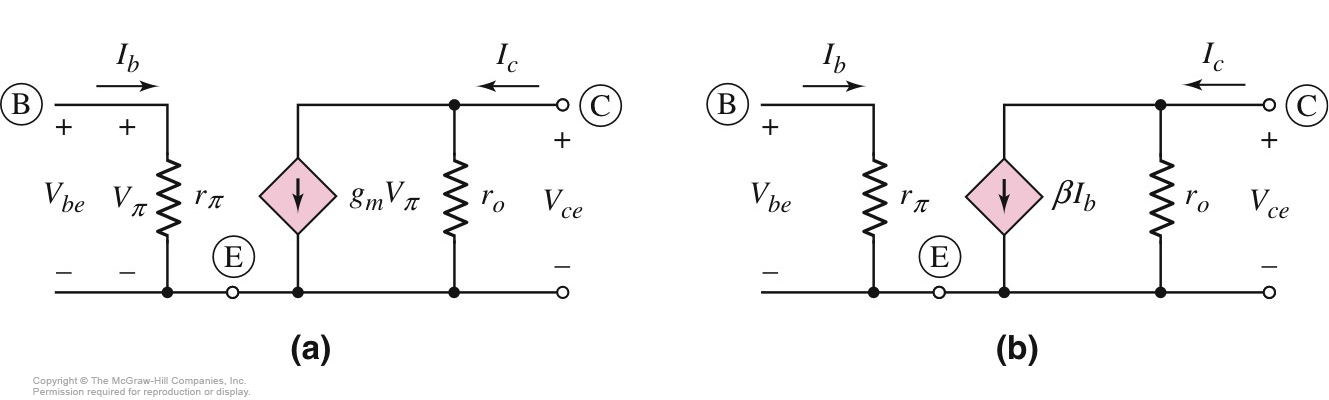 I_b I_c
B C
+ + +
V_be V_π r_π g_m V_π r_o V_ce
E
− − −
(a)
I_b I_c
B C
+ +
V_be r_π βI_b r_o V_ce
E
− −
(b)
Copyright © The McGraw-Hill Companies, Inc.
Permission required for reproduction or display.